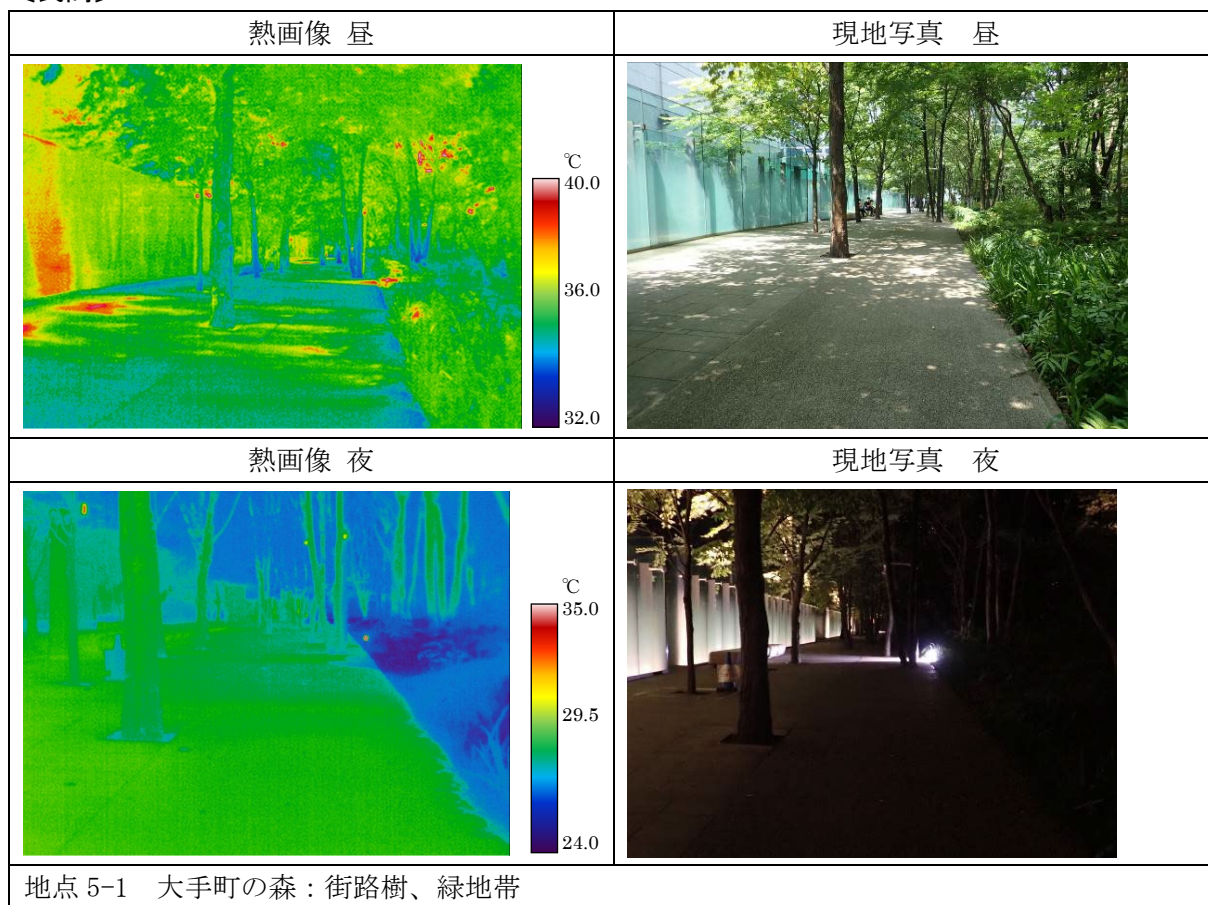 熱画像 昼
現地写真　昼
℃
40.0
36.0
32.0
熱画像 夜
現地写真　夜
℃
35.0
29.5
24.0
地点 5-1　大手町の森：街路樹、緑地帯